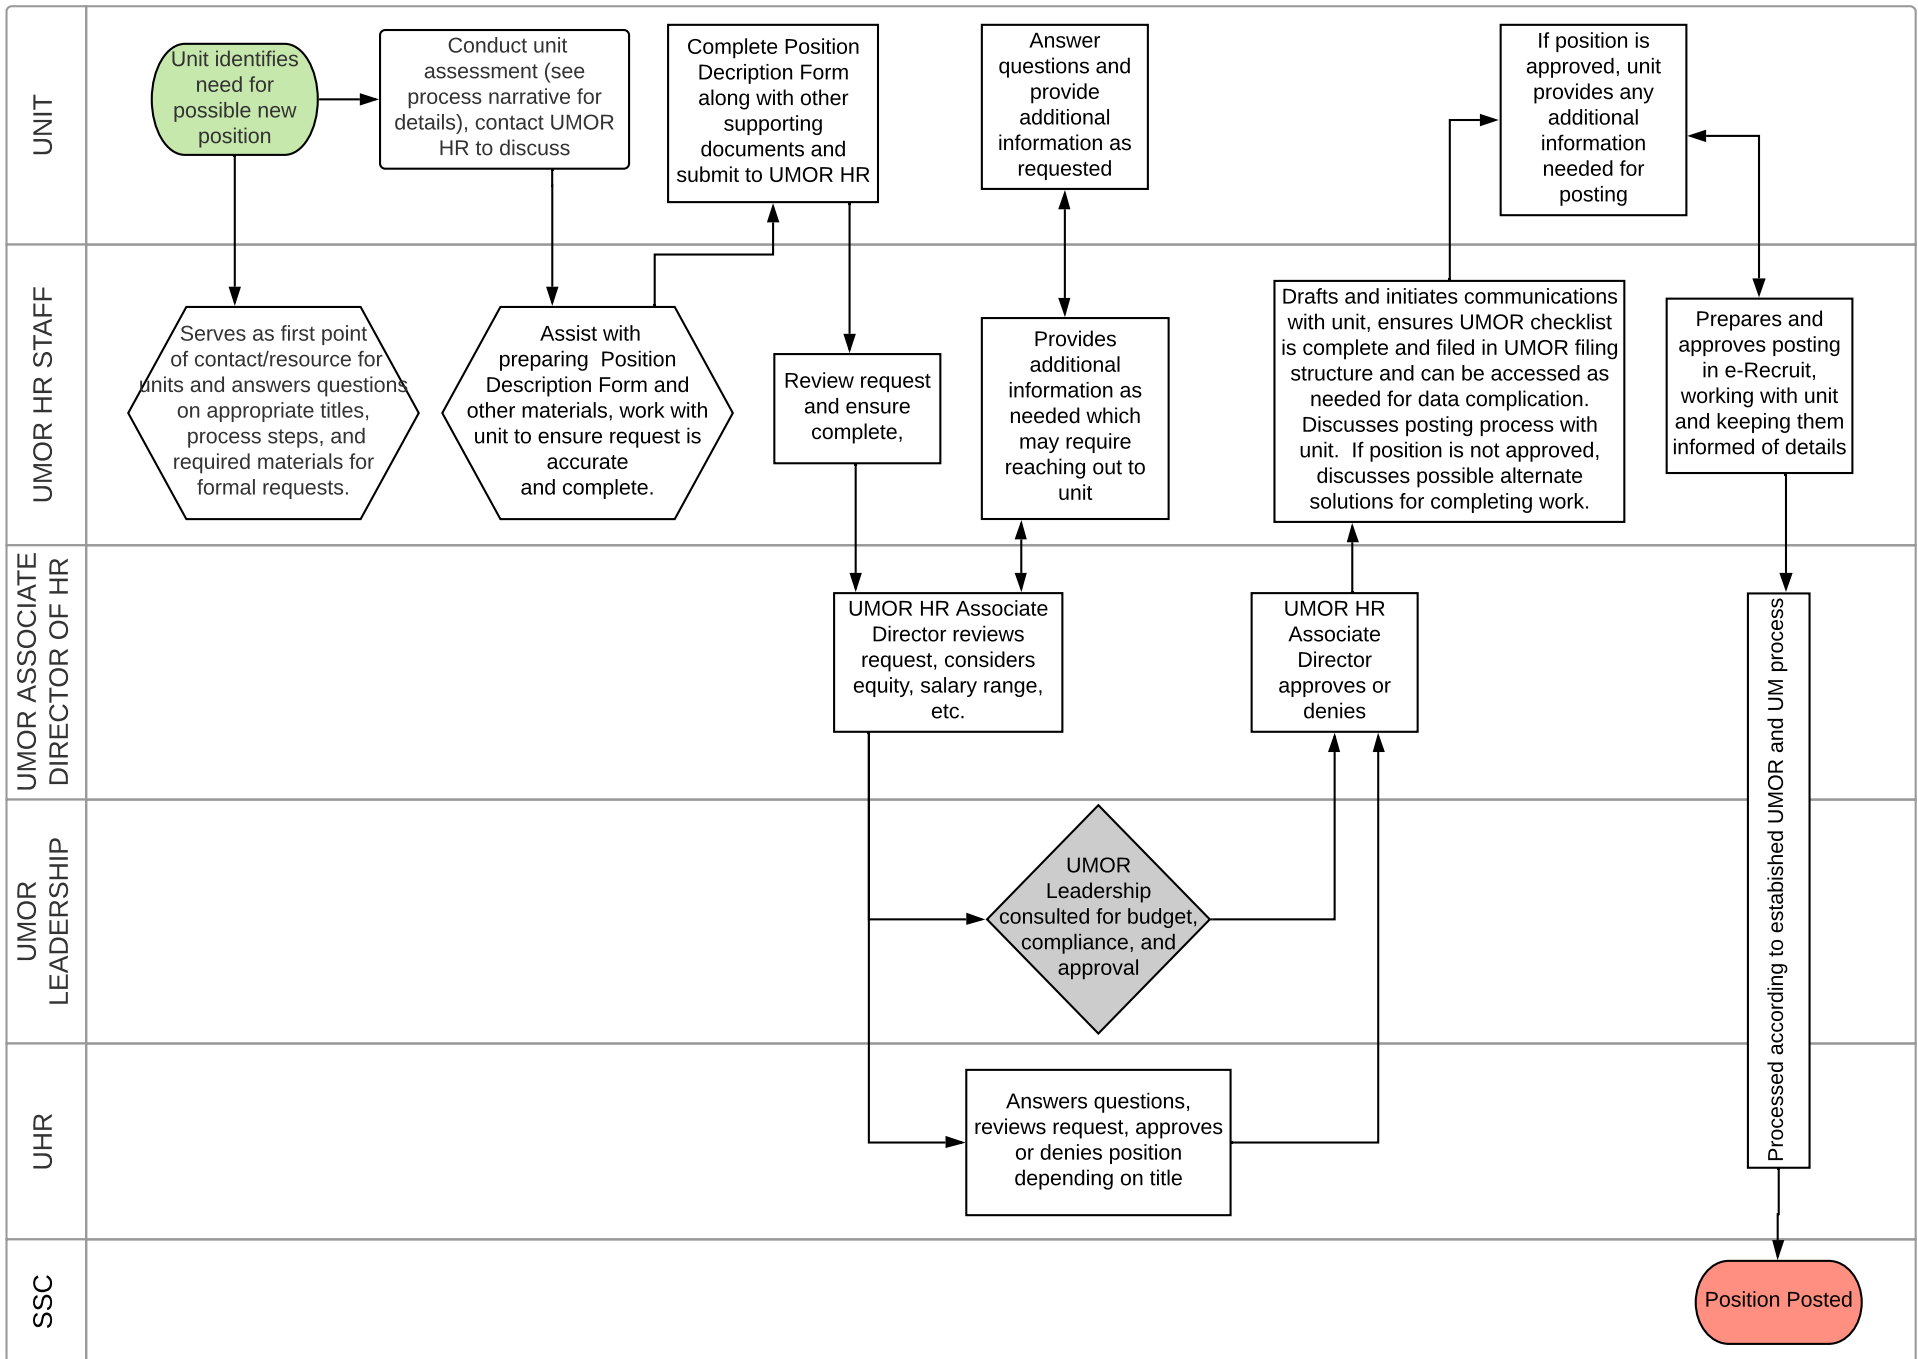 UNIT
Unit identifies
need for
possible new
position
Conduct unit
assessment (see
process narrative for
details), contact UMOR
HR to discuss
Complete Position
Decription Form
along with other
supporting
documents and
submit to UMOR HR
Answer
questions and
provide
additional
information as
requested
If position is
approved, unit
provides any
additional
information
needed for
posting
UMOR HR STAFF
Serves as first point
of contact/resource for
units and answers questions
on appropriate titles,
process steps, and
required materials for
formal requests.
Assist with
preparing  Position
Description Form and
other materials, work with
unit to ensure request is
accurate
and complete.
Review request
and ensure
complete,
Provides
additional
information as
needed which
may require
reaching out to
unit
Drafts and initiates communications
with unit, ensures UMOR checklist
is complete and filed in UMOR filing
structure and can be accessed as
needed for data complication.
Discusses posting process with
unit.  If position is not approved,
discusses possible alternate
solutions for completing work.
Prepares and
approves posting
in e-Recruit,
working with unit
and keeping them
informed of details
UMOR ASSOCIATE
DIRECTOR OF HR
UMOR HR Associate
Director reviews
request, considers
equity, salary range,
etc.
UMOR HR
Associate
Director
approves or
denies
Processed according to estabished UMOR and UM process
UMOR
LEADERSHIP
UMOR
Leadership
consulted for budget,
compliance, and
approval
UHR
Answers questions,
reviews request, approves
or denies position
depending on title
SSC
Position Posted